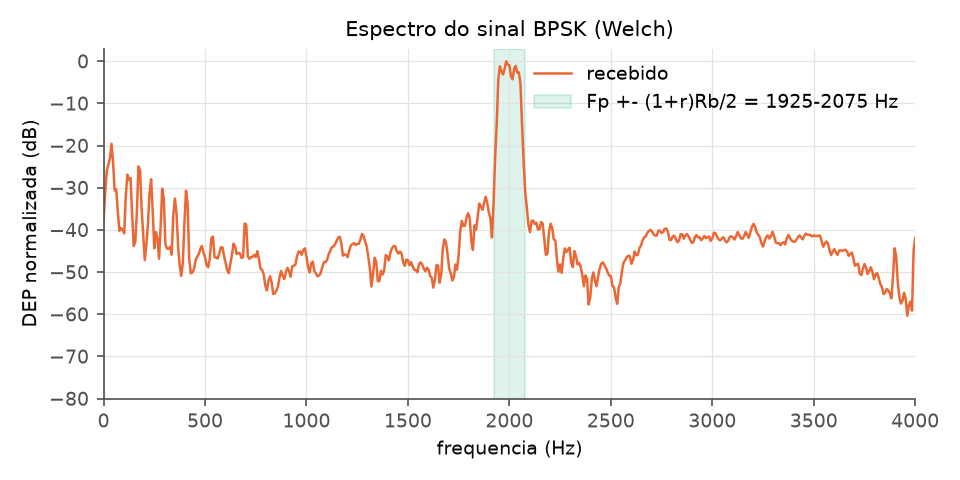 Espectro do sinal BPSK (Welch)
recebido
Fp +- (1+r)Rb/2 = 1925-2075 Hz
DEP normalizada (dB)
0
−10
−20
−30
−40
−50
−60
−70
−80
0 500 1000 1500 2000 2500 3000 3500 4000
frequencia (Hz)